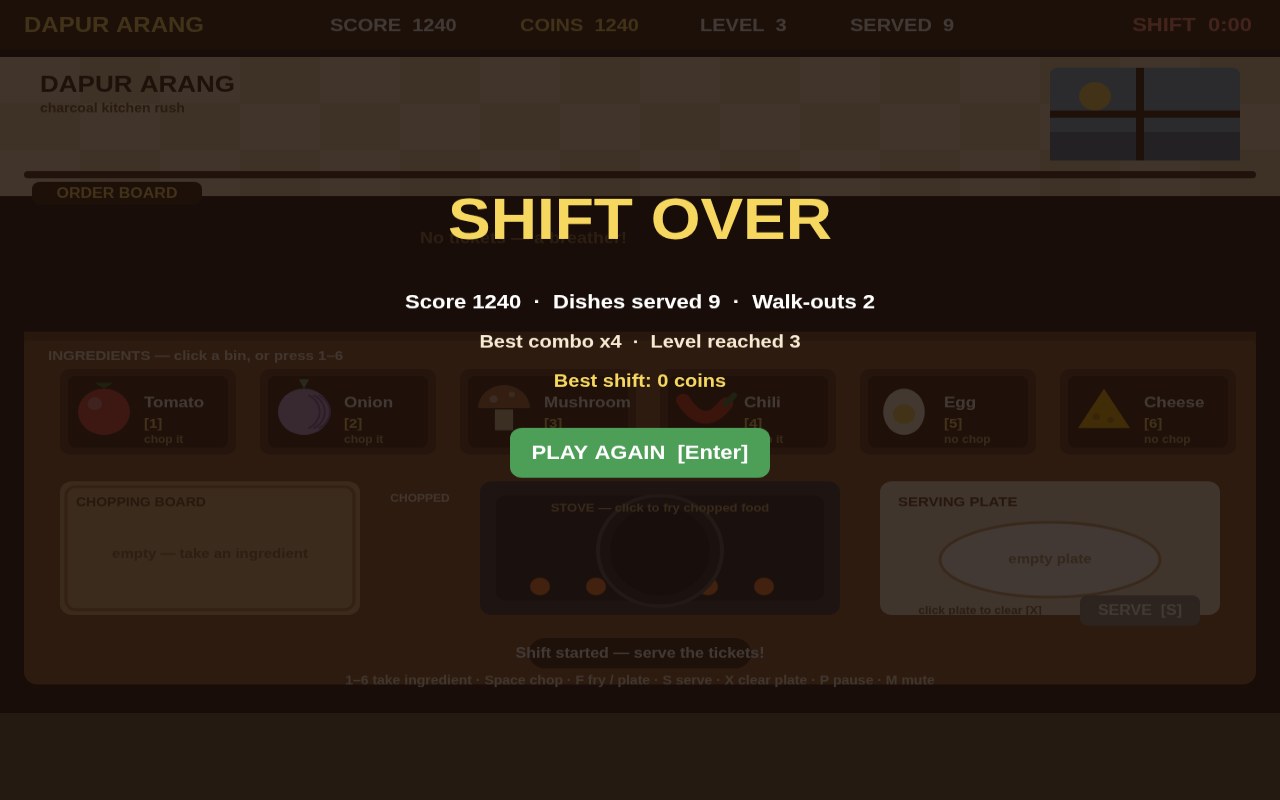 DAPUR ARANG SCORE 1240 COINS 1240 LEVEL 3 SERVED 9 SHIFT 0:00
DAPUR ARANG
charcoal kitchen rush
ORDER BOARD
SHIFT OVER
No tickets — a breather!
Score 1240 · Dishes served 9 · Walk-outs 2
Best combo x4 · Level reached 3
INGREDIENTS — click a bin, or press 1–6
Best shift: 0 coins
Tomato
[1]
chop it
Onion
[2]
chop it
Mushroom
[3]
Chili
[4]
Egg
[5]
no chop
Cheese
[6]
no chop
PLAY AGAIN [Enter]
CHOPPING BOARD
empty — take an ingredient
CHOPPED
STOVE — click to fry chopped food
SERVING PLATE
empty plate
click plate to clear [X]
SERVE [S]
Shift started — serve the tickets!
1–6 take ingredient · Space chop · F fry / plate · S serve · X clear plate · P pause · M mute